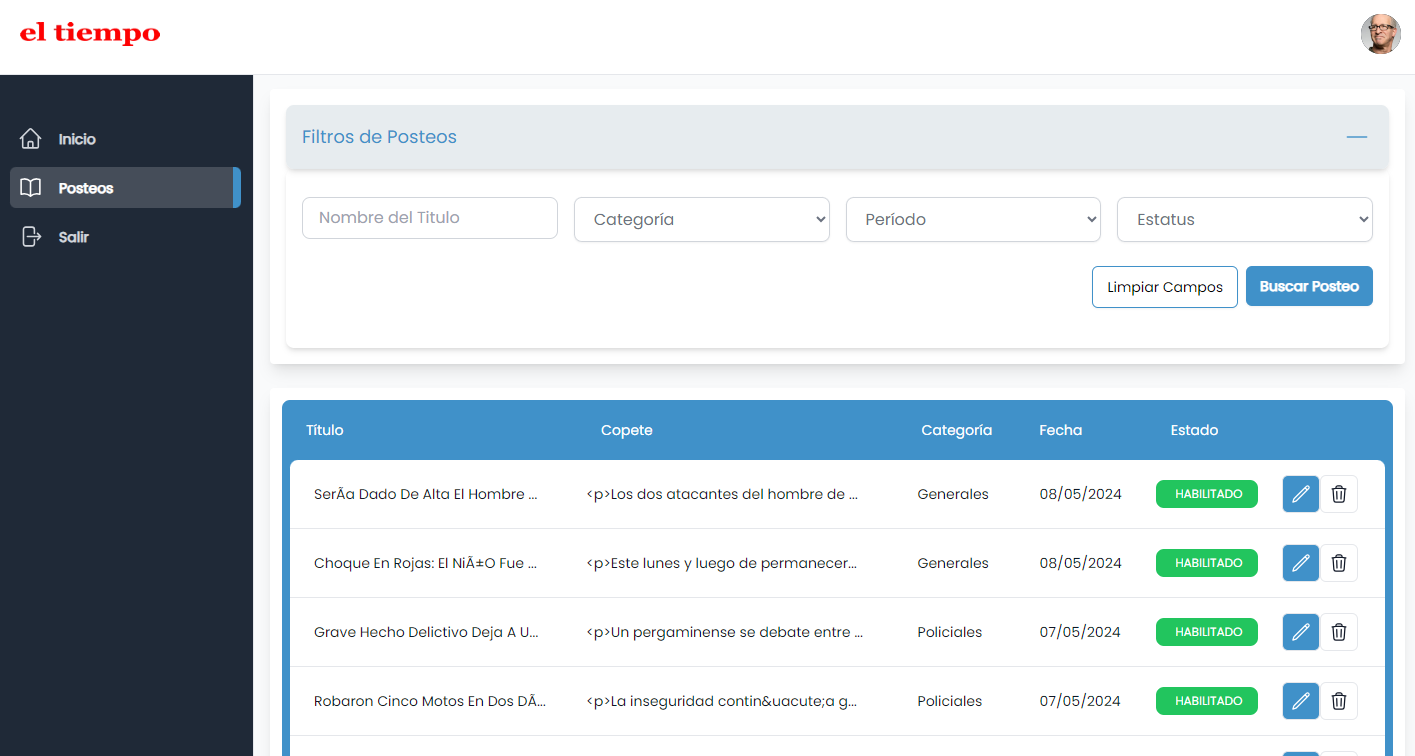 el tiempo
Inicio
Posteos
Salir
Filtros de Posteos
Nombre del Título
Categoría
Período
Estatus
Limpiar Campos
Buscar Posteo
Título Copete Categoría Fecha Estado
SerÃa Dado De Alta El Hombre ... <p>Los dos atacantes del hombre de ... Generales 08/05/2024 HABILITADO
Choque En Rojas: El NiÃ±O Fue ... <p>Este lunes y luego de permanecer... Generales 08/05/2024 HABILITADO
Grave Hecho Delictivo Deja A U... <p>Un pergaminense se debate entre ... Policiales 07/05/2024 HABILITADO
Robaron Cinco Motos En Dos DÃ... <p>La inseguridad contin&uacute;a g... Policiales 07/05/2024 HABILITADO